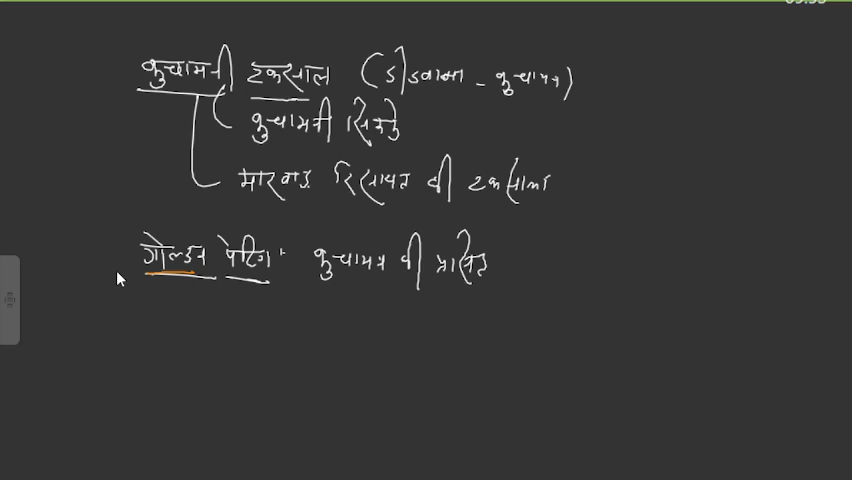 कुचामनी टकसाल (डीडवाना - कुचामन)
कुचामनी सिक्के
मारवाड़ रियासत की टकसाल
गोल्डन पेंटिंग कुचामन की प्रसिद्ध